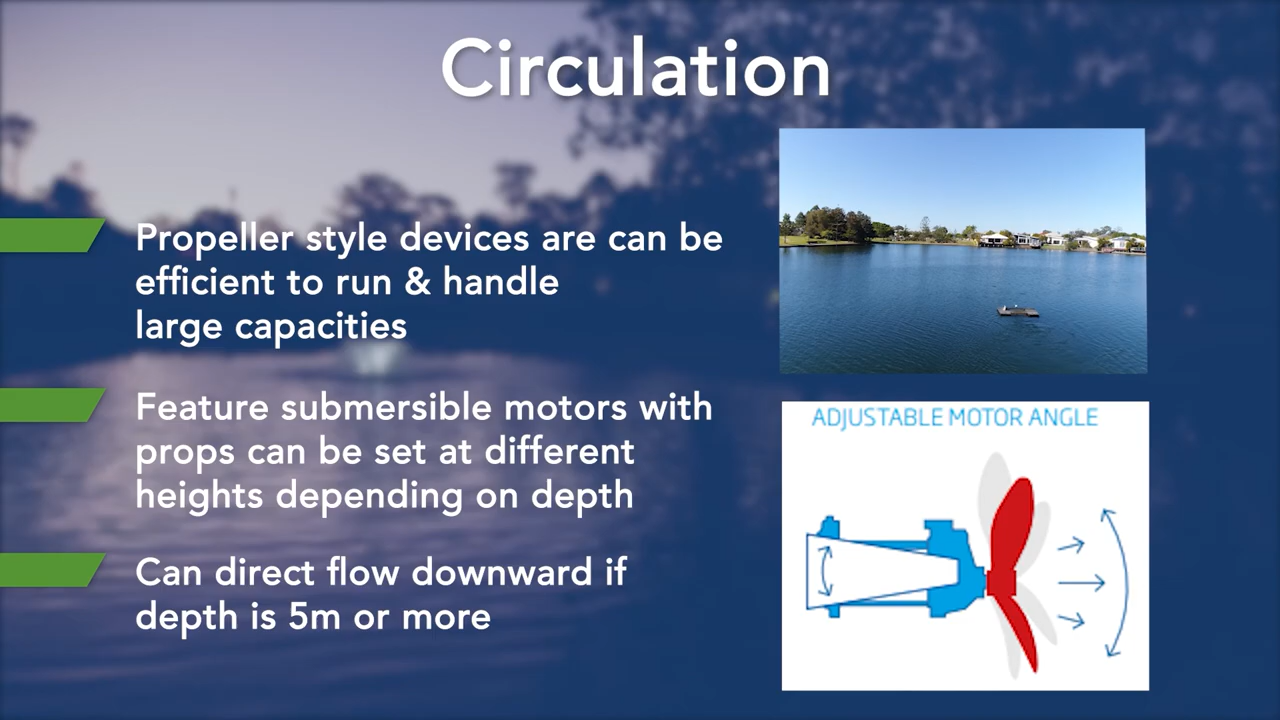 Circulation
Propeller style devices are can be
efficient to run & handle
large capacities
Feature submersible motors with
props can be set at different
heights depending on depth
Can direct flow downward if
depth is 5m or more
ADJUSTABLE MOTOR ANGLE